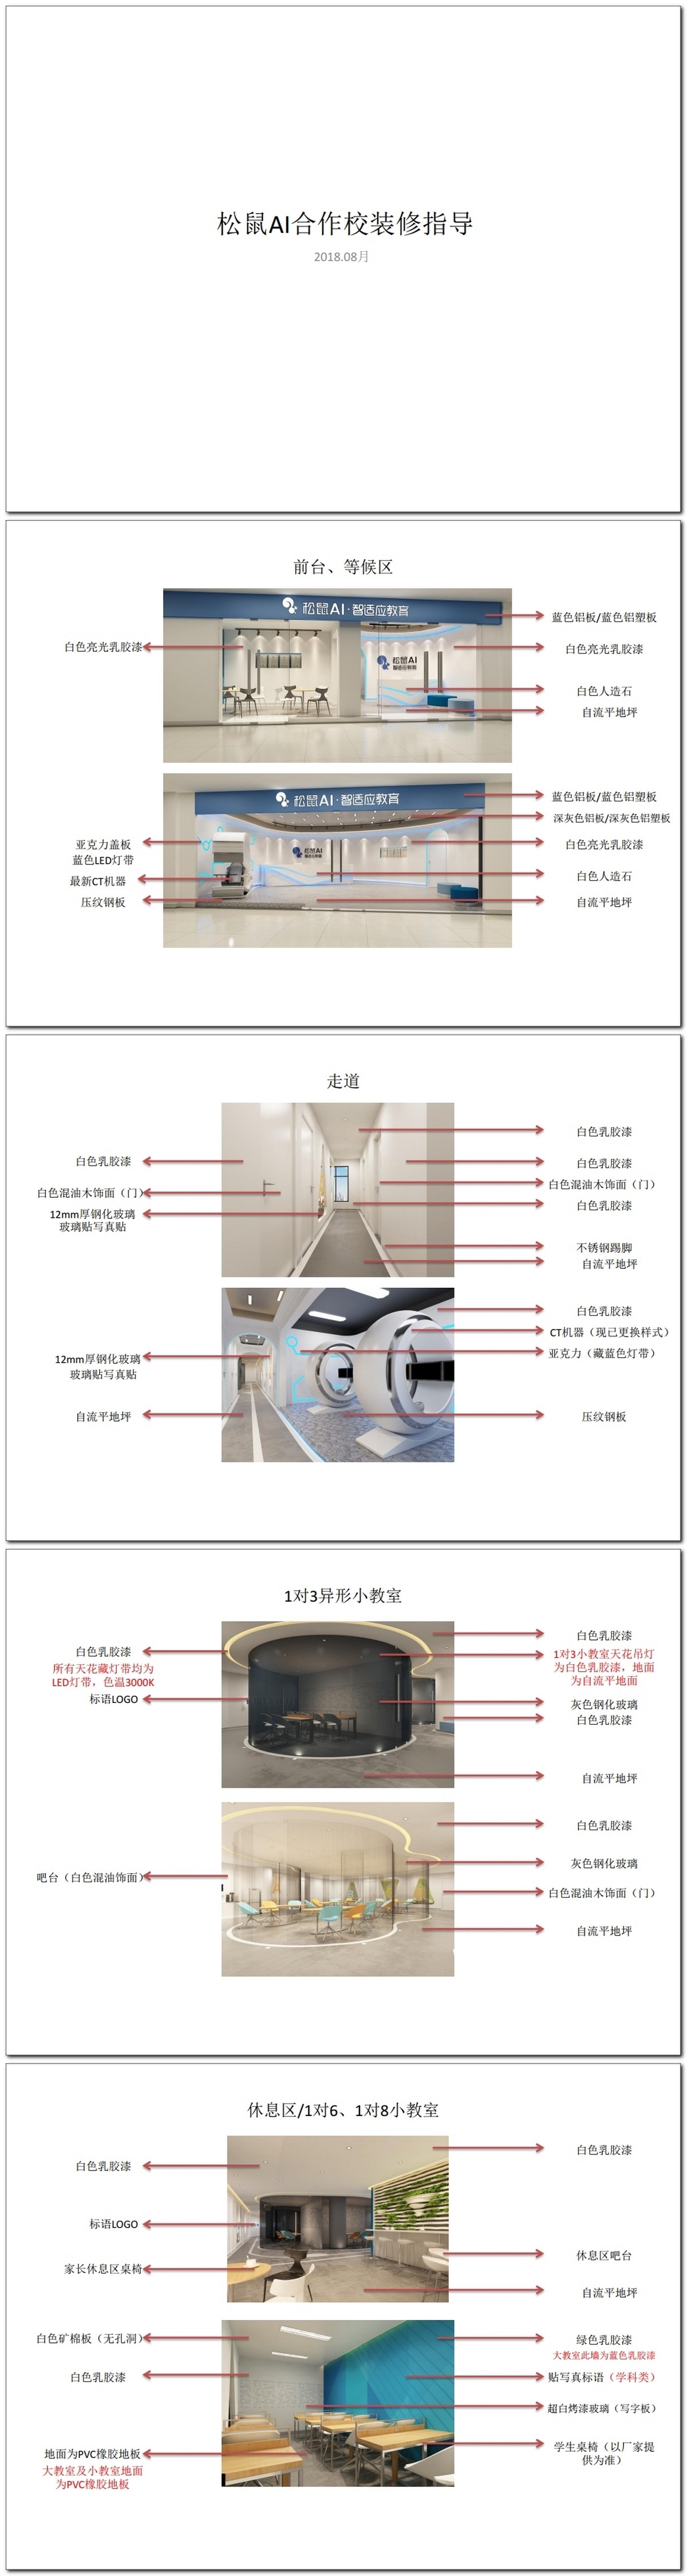 松鼠AI合作校装修指导
2018.08月
前台、等候区
松鼠AI·智适应教育
蓝色铝板/蓝色铝塑板
白色亮光乳胶漆
白色亮光乳胶漆
松鼠AI
智适应教育
白色人造石
自流平地坪
松鼠AI·智适应教育
蓝色铝板/蓝色铝塑板
深灰色铝板/深灰色铝塑板
亚克力盖板
白色亮光乳胶漆
松鼠AI
智适应教育
蓝色LED灯带
最新CT机器
白色人造石
压纹钢板
自流平地坪
走道
白色乳胶漆
白色乳胶漆
白色乳胶漆
白色混油木饰面（门）
白色混油木饰面（门）
12mm厚钢化玻璃
白色乳胶漆
玻璃贴写真贴
不锈钢踢脚
自流平地坪
白色乳胶漆
CT机器（现已更换样式）
12mm厚钢化玻璃
亚克力（藏蓝色灯带）
玻璃贴写真贴
自流平地坪
压纹钢板
1对3异形小教室
白色乳胶漆
白色乳胶漆
所有天花藏灯带均为
LED灯带，色温3000K
1对3小教室天花吊灯
为白色乳胶漆，地面
为自流平地面
标语LOGO
灰色钢化玻璃
白色乳胶漆
自流平地坪
白色乳胶漆
灰色钢化玻璃
吧台（白色混油饰面）
白色混油木饰面（门）
自流平地坪
休息区/1对6、1对8小教室
白色乳胶漆
白色乳胶漆
标语LOGO
家长休息区桌椅
休息区吧台
自流平地坪
白色矿棉板（无孔洞）
绿色乳胶漆
大教室此墙为蓝色乳胶漆
白色乳胶漆
贴写真标语（学科类）
超白烤漆玻璃（写字板）
地面为PVC橡胶地板
大教室及小教室地面
为PVC橡胶地板
学生桌椅（以厂家提
供为准）